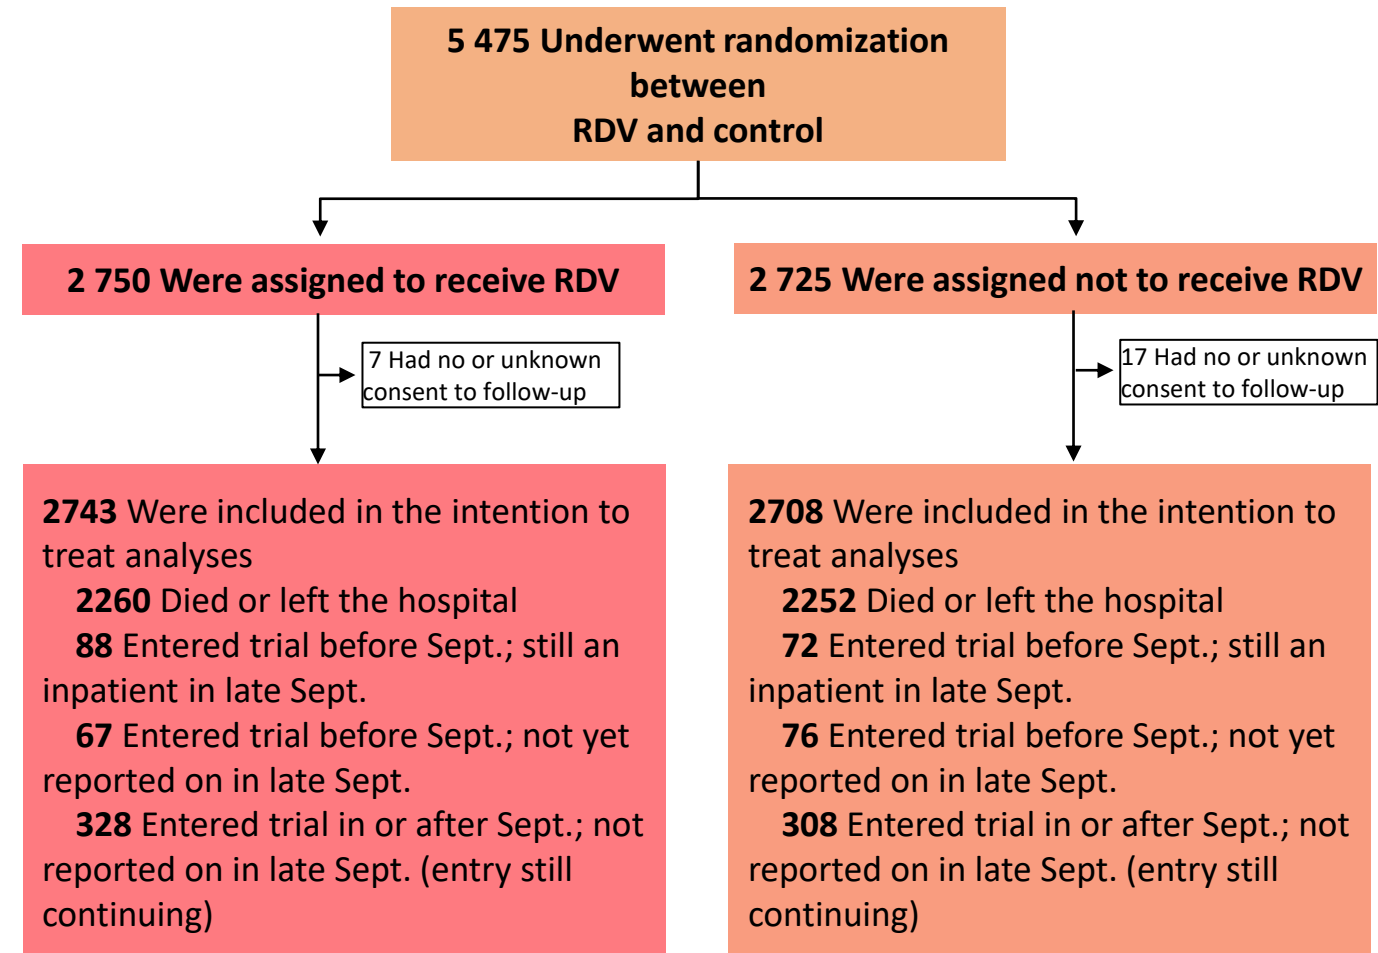 5 475 Underwent randomization
between
RDV and control
2 750 Were assigned to receive RDV
2 725 Were assigned not to receive RDV
7 Had no or unknown
consent to follow-up
17 Had no or unknown
consent to follow-up
2743 Were included in the intention to
treat analyses
2260 Died or left the hospital
88 Entered trial before Sept.; still an
inpatient in late Sept.
67 Entered trial before Sept.; not yet
reported on in late Sept.
328 Entered trial in or after Sept.; not
reported on in late Sept. (entry still
continuing)
2708 Were included in the intention to
treat analyses
2252 Died or left the hospital
72 Entered trial before Sept.; still an
inpatient in late Sept.
76 Entered trial before Sept.; not yet
reported on in late Sept.
308 Entered trial in or after Sept.; not
reported on in late Sept. (entry still
continuing)